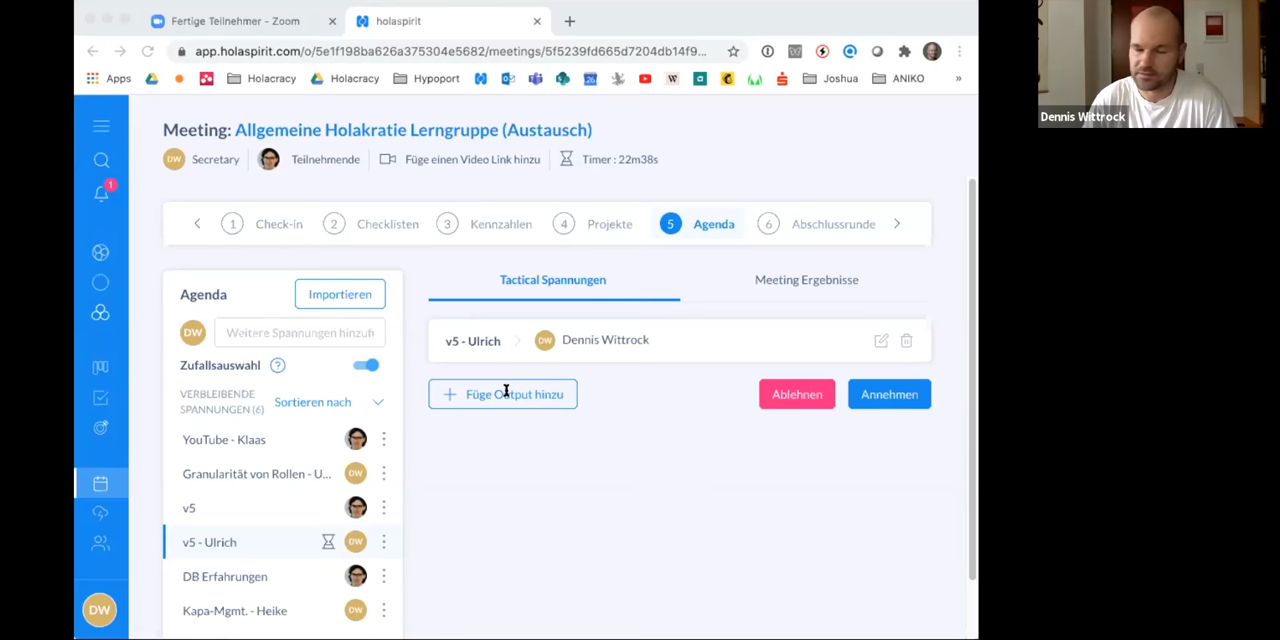 Fertige Teilnehmer - Zoom
holaspirit
app.holaspirit.com/o/5e1f198ba626a375304e5682/meetings/5f5239fd665d7204db14f9...
Apps
Holacracy
Holacracy
Hypoport
26
W
Joshua
ANIKO
»
Dennis Wittrock
Meeting: Allgemeine Holakratie Lerngruppe (Austausch)
DW Secretary
Teilnehmende
Füge einen Video Link hinzu
Timer : 22m38s
1
1 Check-in
2 Checklisten
3 Kennzahlen
4 Projekte
5 Agenda
6 Abschlussrunde
Agenda
Importieren
DW Weitere Spannungen hinzufü
Zufallsauswahl ?
VERBLEIBENDE
SPANNUNGEN (6)
Sortieren nach
YouTube - Klaas
Granularität von Rollen - U... DW
v5
v5 - Ulrich DW
DB Erfahrungen
Kapa-Mgmt. - Heike DW
Tactical Spannungen
Meeting Ergebnisse
v5 - Ulrich DW Dennis Wittrock
+ Füge Output hinzu
Ablehnen
Annehmen
DW